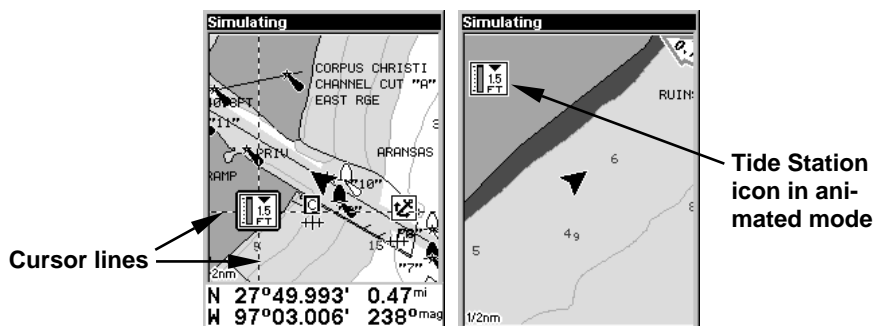 Simulating
CORPUS CHRISTI
CHANNEL CUT "A"
EAST RGE
"11"
PRIV
ARANSAS
RAMP
"10"
1.5
FT
C
5
15
"7"
2nm
N 27°49.993' 0.47mi
W 97°03.006' 238°mag
Cursor lines
Simulating
1.5
FT
RUINS
6
4 9
5
1/2nm
Tide Station
icon in ani-
mated mode